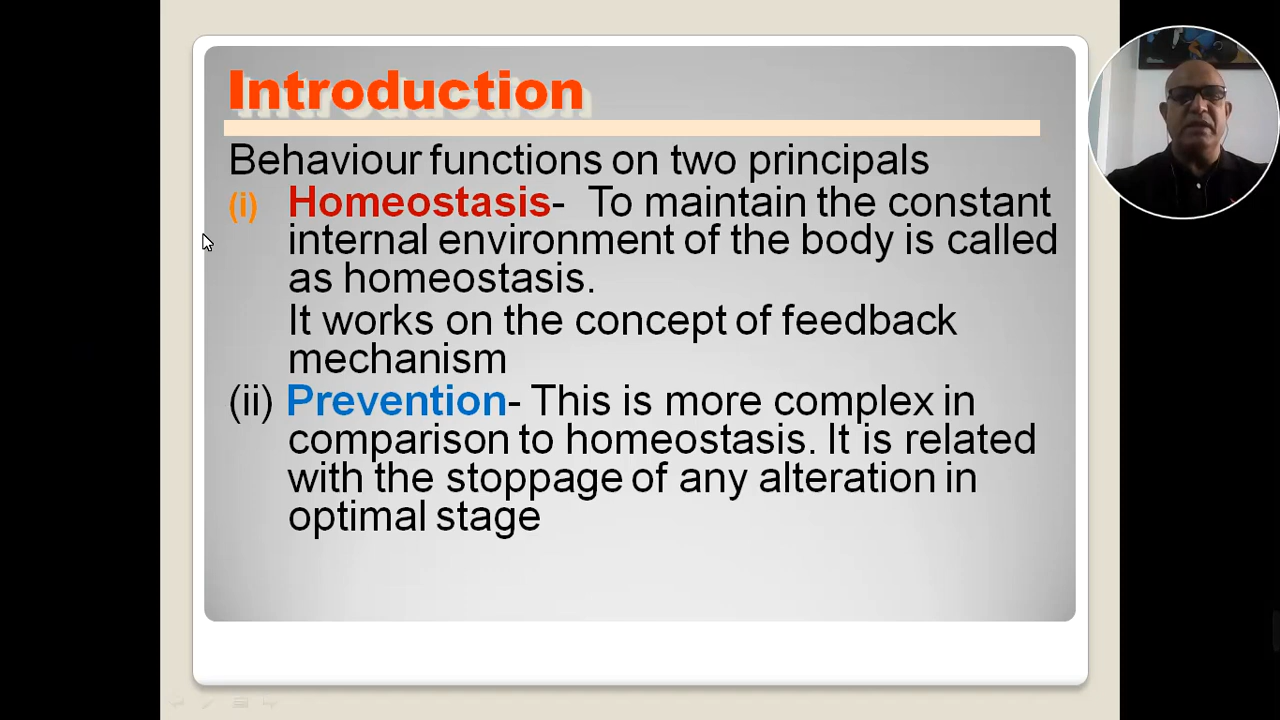 Introduction
Behaviour functions on two principals
(i) Homeostasis- To maintain the constant
internal environment of the body is called
as homeostasis.
It works on the concept of feedback
mechanism
(ii) Prevention- This is more complex in
comparison to homeostasis. It is related
with the stoppage of any alteration in
optimal stage